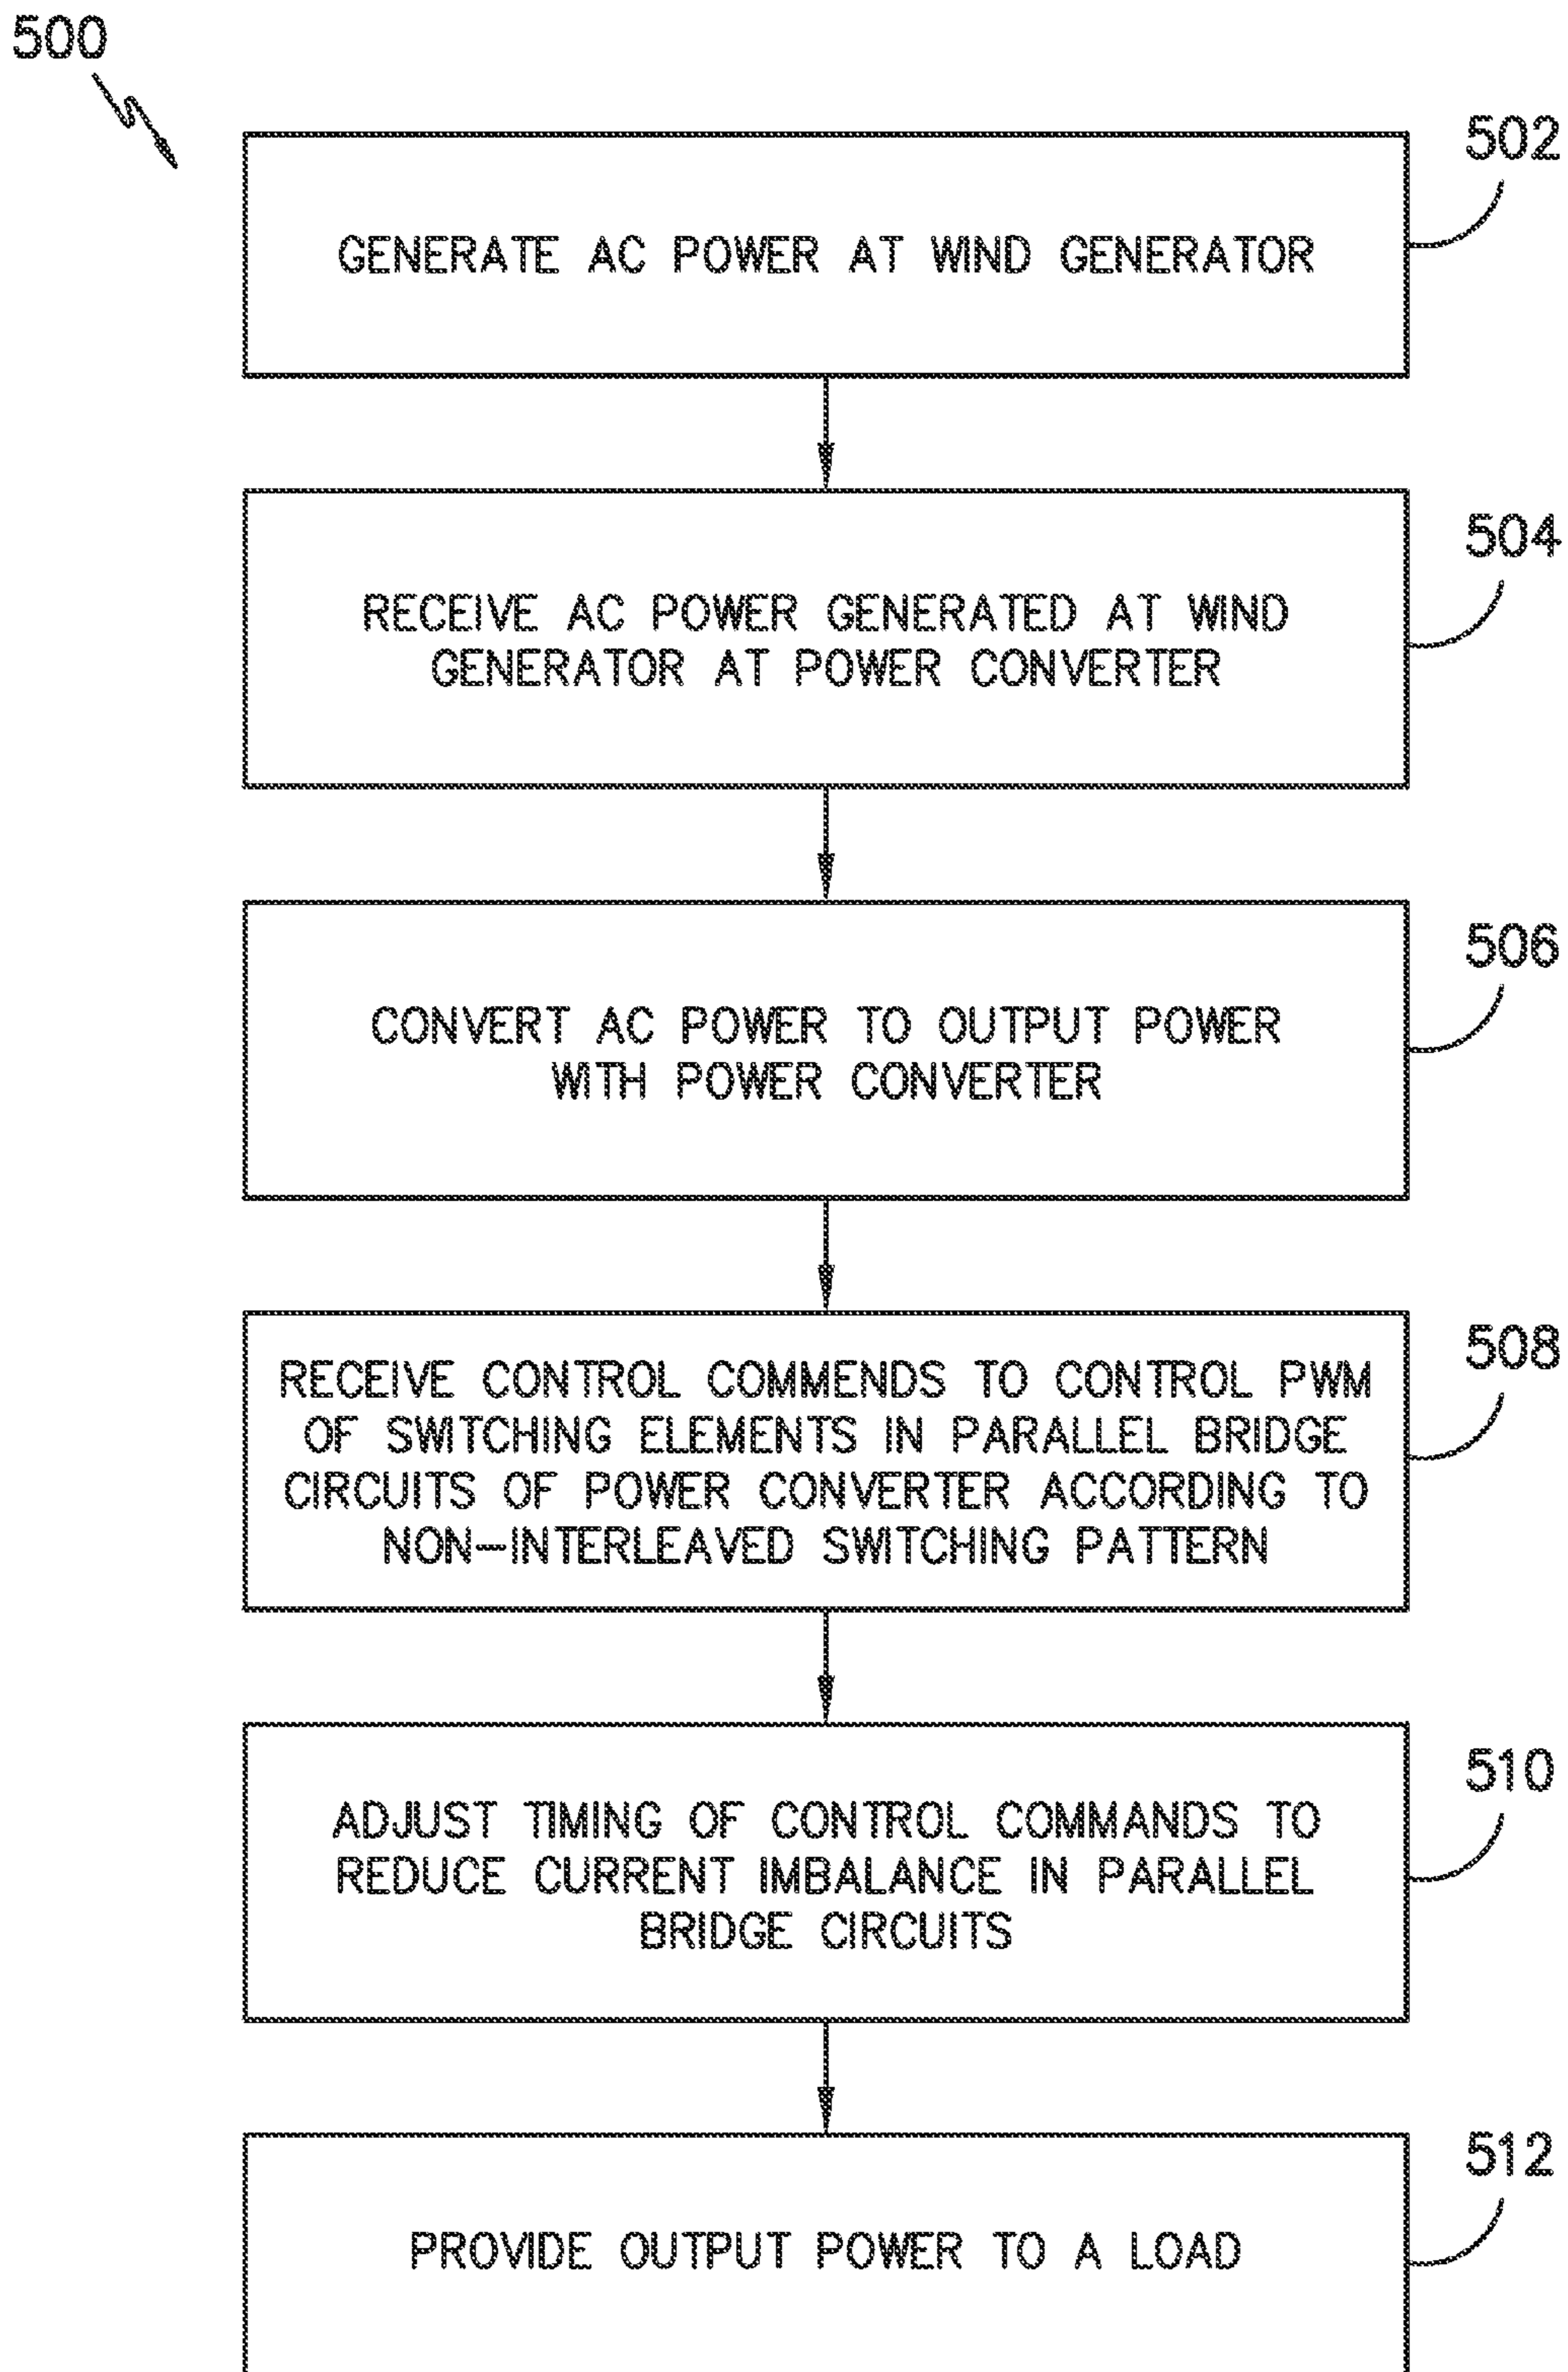 500
502
GENERATE AC POWER AT WIND GENERATOR
504
RECEIVE AC POWER GENERATED AT WIND
GENERATOR AT POWER CONVERTER
506
CONVERT AC POWER TO OUTPUT POWER
WITH POWER CONVERTER
508
RECEIVE CONTROL COMMENDS TO CONTROL PWM
OF SWITCHING ELEMENTS IN PARALLEL BRIDGE
CIRCUITS OF POWER CONVERTER ACCORDING TO
NON-INTERLEAVED SWITCHING PATTERN
510
ADJUST TIMING OF CONTROL COMMANDS TO
REDUCE CURRENT IMBALANCE IN PARALLEL
BRIDGE CIRCUITS
512
PROVIDE OUTPUT POWER TO A LOAD